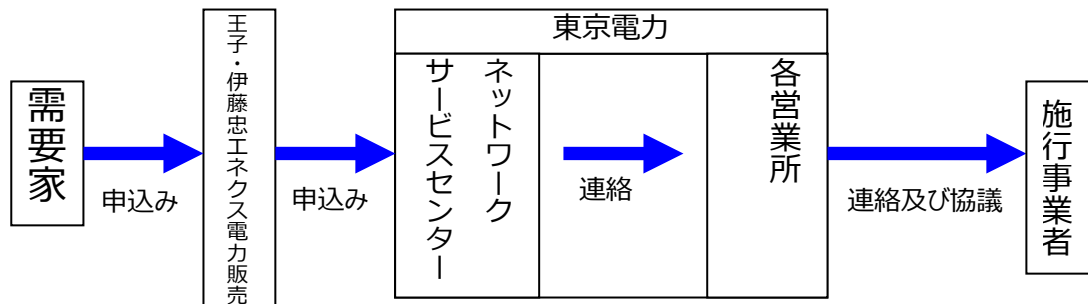 需要家
申込み
王子・伊藤忠エネクス電力販売
申込み
東京電力
ネットワーク
サービスセンター
連絡
各営業所
連絡及び協議
施行事業者